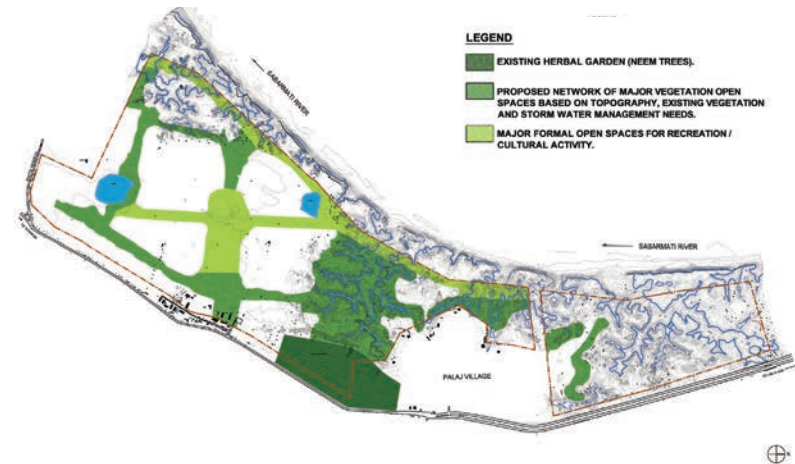 LEGEND
EXISTING HERBAL GARDEN (NEEM TREES).
PROPOSED NETWORK OF MAJOR VEGETATION OPEN
SPACES BASED ON TOPOGRAPHY, EXISTING VEGETATION
AND STORM WATER MANAGEMENT NEEDS.
MAJOR FORMAL OPEN SPACES FOR RECREATION /
CULTURAL ACTIVITY.
SABARMATI RIVER
SABARMATI RIVER
PALAJ VILLAGE